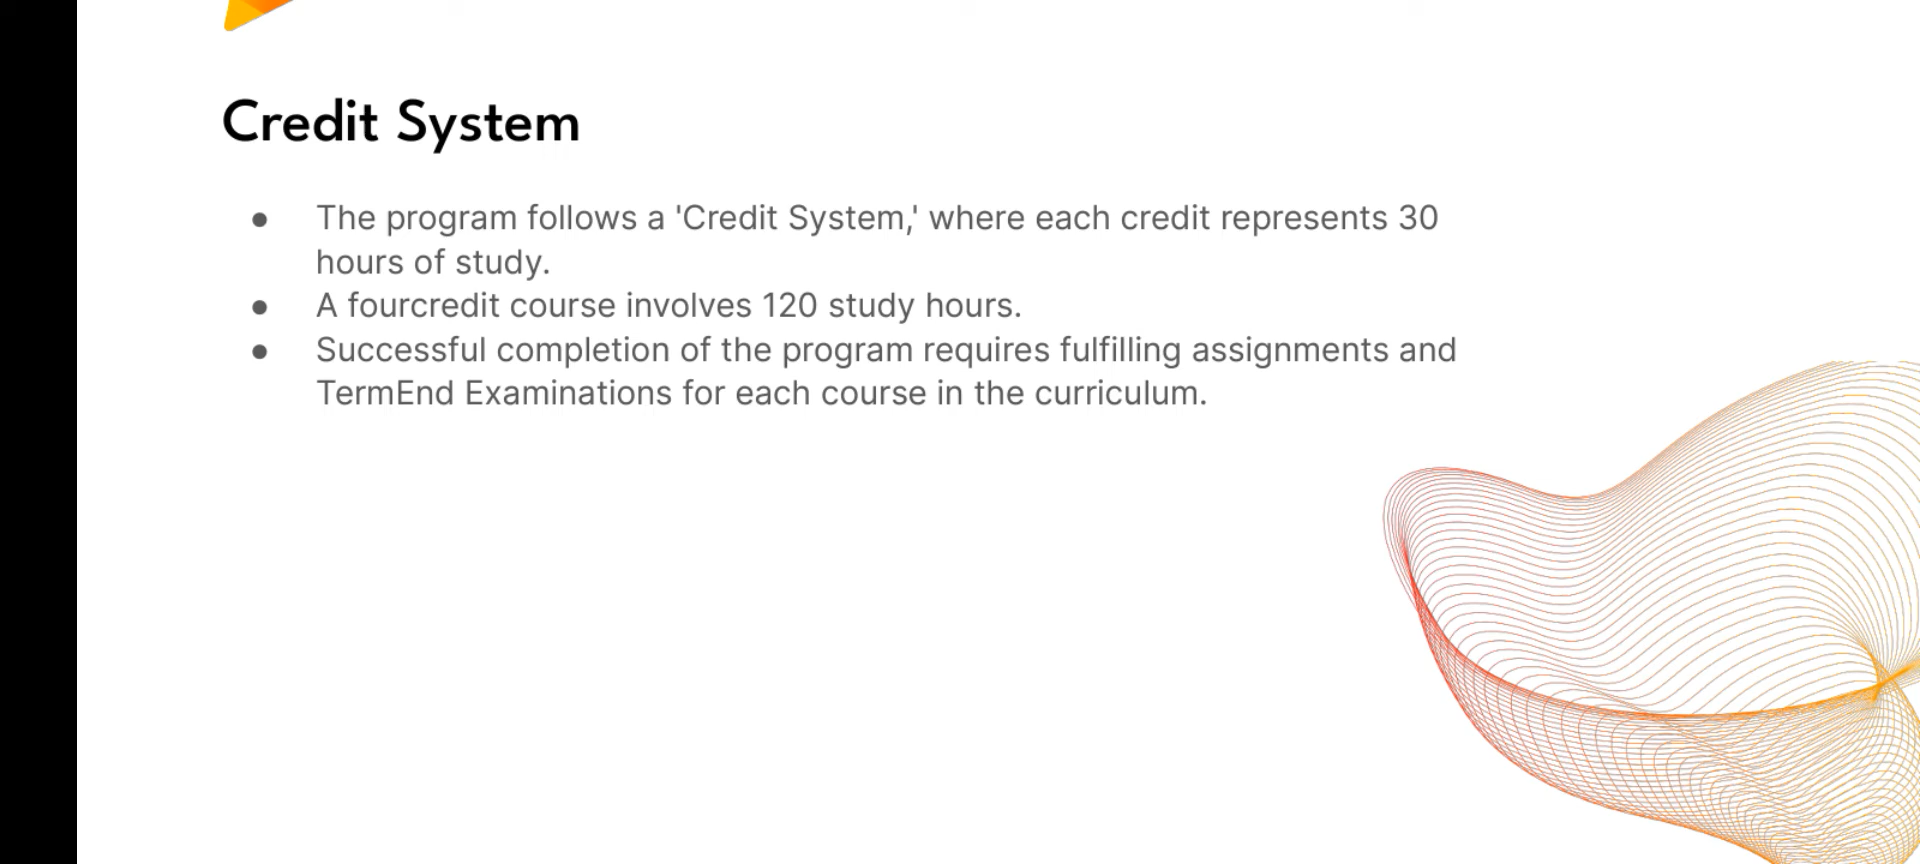 Credit System
● The program follows a 'Credit System,' where each credit represents 30
hours of study.
● A fourcredit course involves 120 study hours.
● Successful completion of the program requires fulfilling assignments and
TermEnd Examinations for each course in the curriculum.